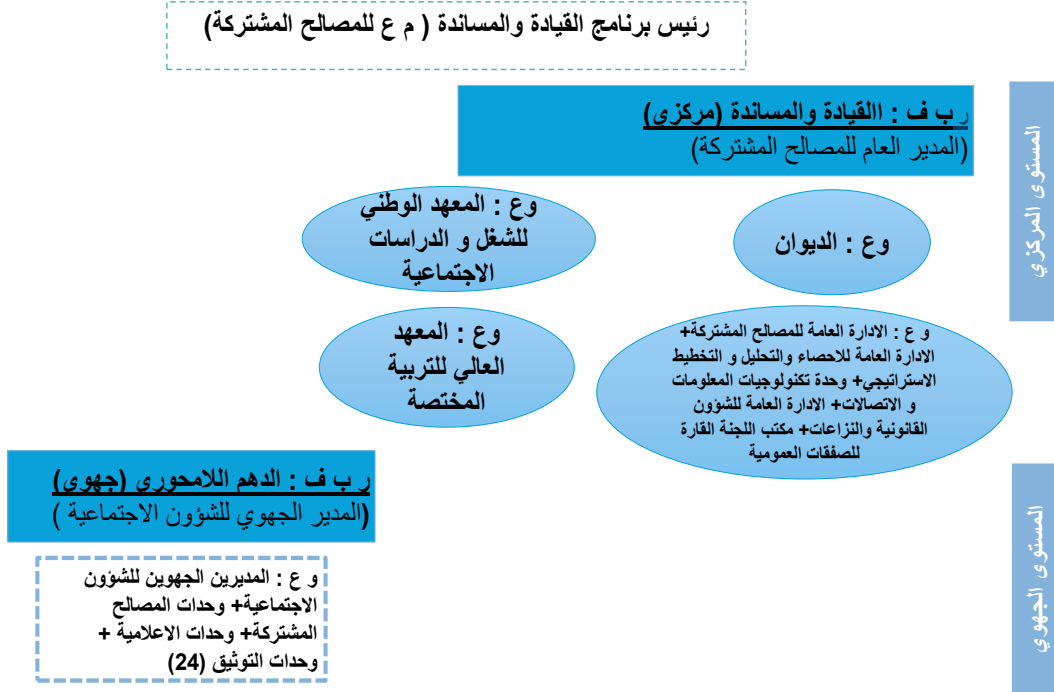 رئيس برنامج القيادة والمساندة ( م ع للمصالح المشتركة)
المستوى المركزي
ر ب ف : االقيادة والمساندة (مركزي)
(المدير العام للمصالح المشتركة)
وع : الديوان
وع : المعهد الوطني
للشغل و الدراسات
الاجتماعية
و ع : الادارة العامة للمصالح المشتركة+
الادارة العامة للاحصاء والتحليل و التخطيط
الاستراتيجي+ وحدة تكنولوجيات المعلومات
و الاتصالات+ الادارة العامة للشؤون
القانونية والنزاعات+ مكتب اللجنة القارة
للصفقات العمومية
وع : المعهد
العالي للتربية
المختصة
المستوى الجهوي
ر ب ف : الدهم اللامحوري (جهوي)
(المدير الجهوي للشؤون الاجتماعية )
و ع : المديرين الجهوين للشؤون
الاجتماعية+ وحدات المصالح
المشتركة+ وحدات الاعلامية +
وحدات التوثيق (24)